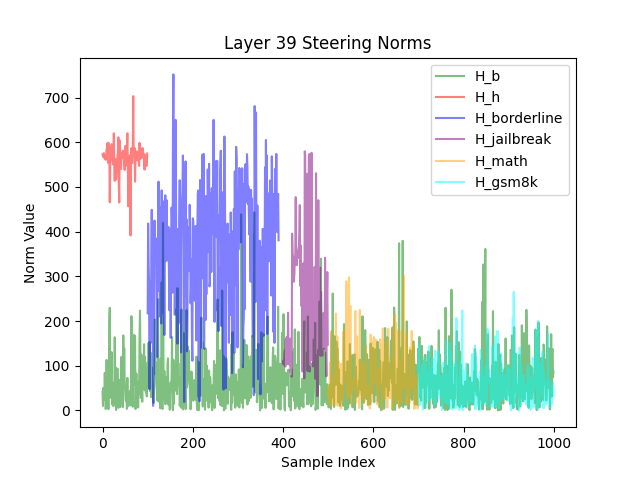 Layer 39 Steering Norms
Norm Value
700
600
500
400
300
200
100
0
H_b
H_h
H_borderline
H_jailbreak
H_math
H_gsm8k
0 200 400 600 800 1000
Sample Index